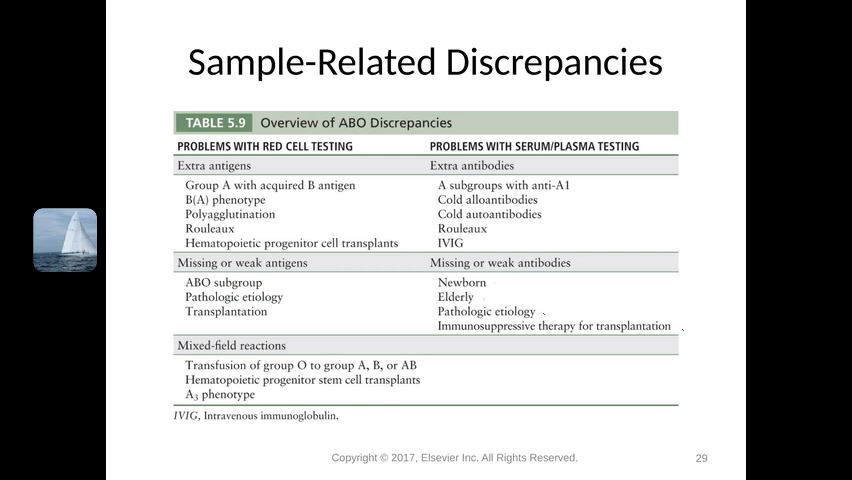 Sample-Related Discrepancies
TABLE 5.9 Overview of ABO Discrepancies
PROBLEMS WITH RED CELL TESTING PROBLEMS WITH SERUM/PLASMA TESTING
Extra antigens Extra antibodies
Group A with acquired B antigen A subgroups with anti-A1
B(A) phenotype Cold alloantibodies
Polyagglutination Cold autoantibodies
Rouleaux Rouleaux
Hematopoietic progenitor cell transplants IVIG
Missing or weak antigens Missing or weak antibodies
ABO subgroup Newborn
Pathologic etiology Elderly
Transplantation Pathologic etiology
Immunosuppressive therapy for transplantation
Mixed-field reactions
Transfusion of group O to group A, B, or AB
Hematopoietic progenitor stem cell transplants
A₃ phenotype
IVIG, Intravenous immunoglobulin.
Copyright © 2017, Elsevier Inc. All Rights Reserved. 29